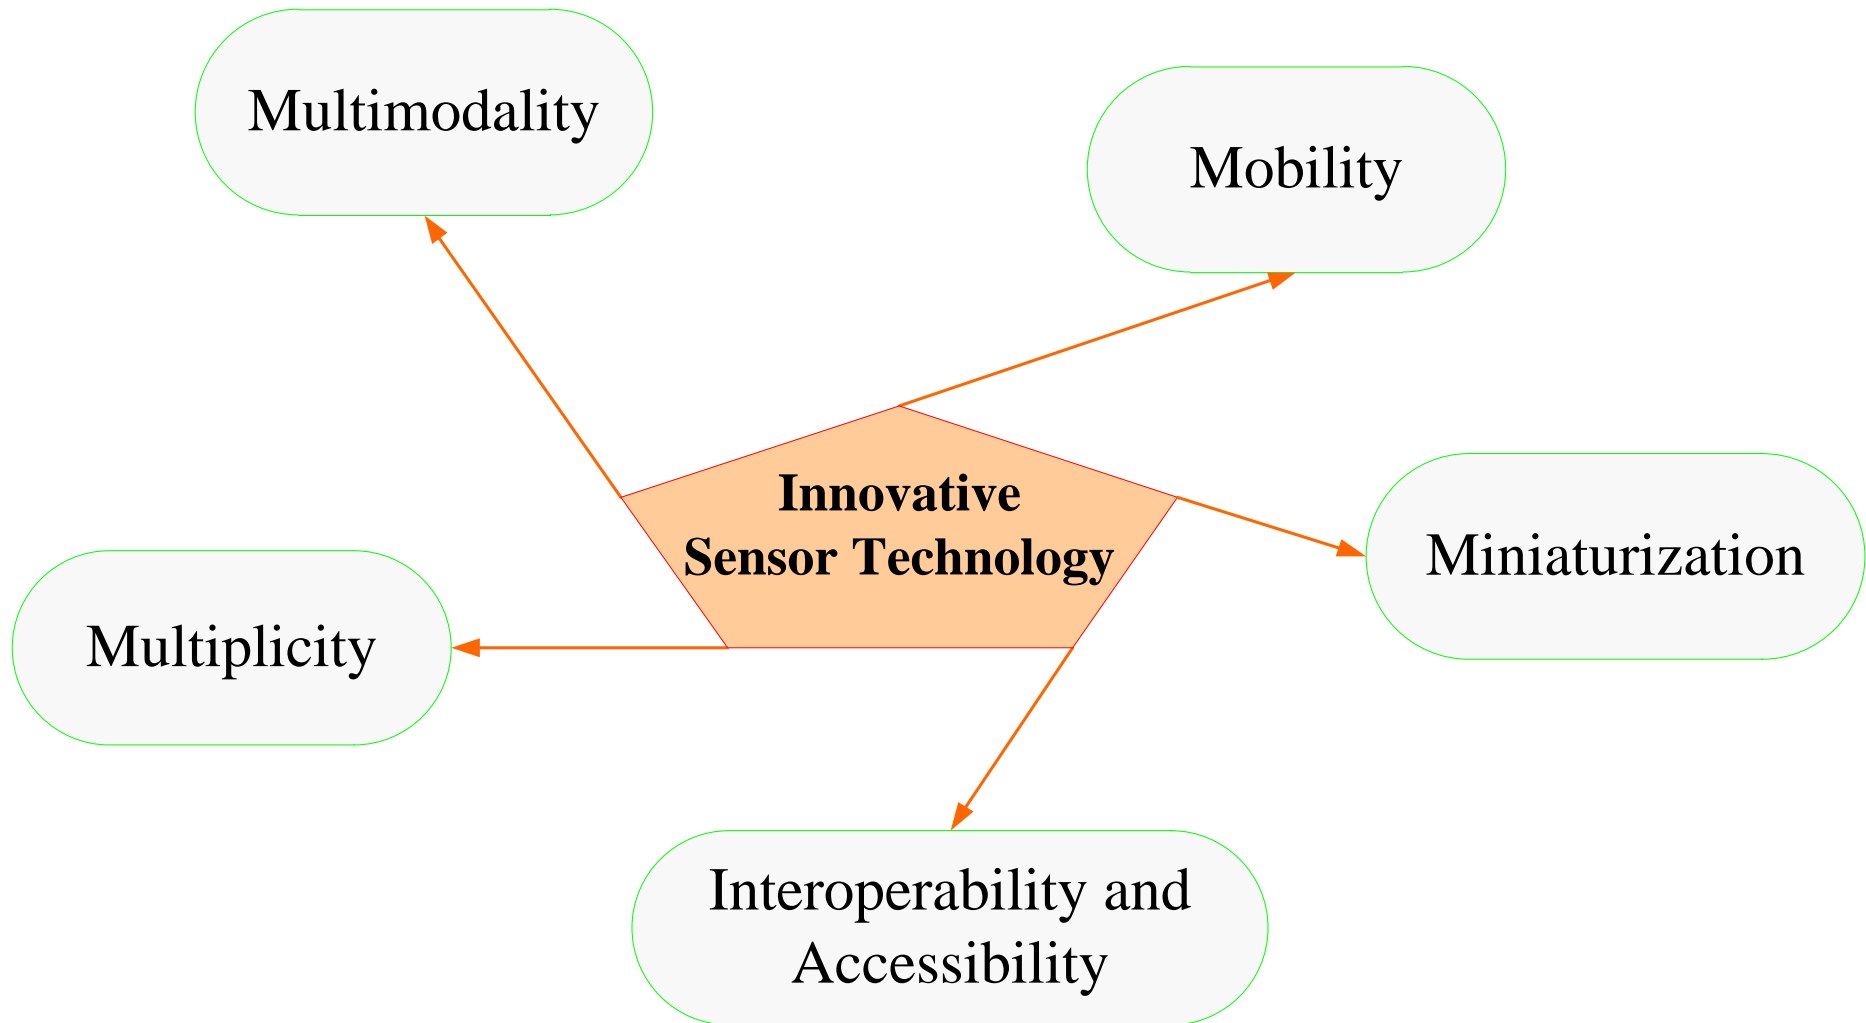 Multimodality
Mobility
Innovative
Sensor Technology
Miniaturization
Multiplicity
Interoperability and
Accessibility